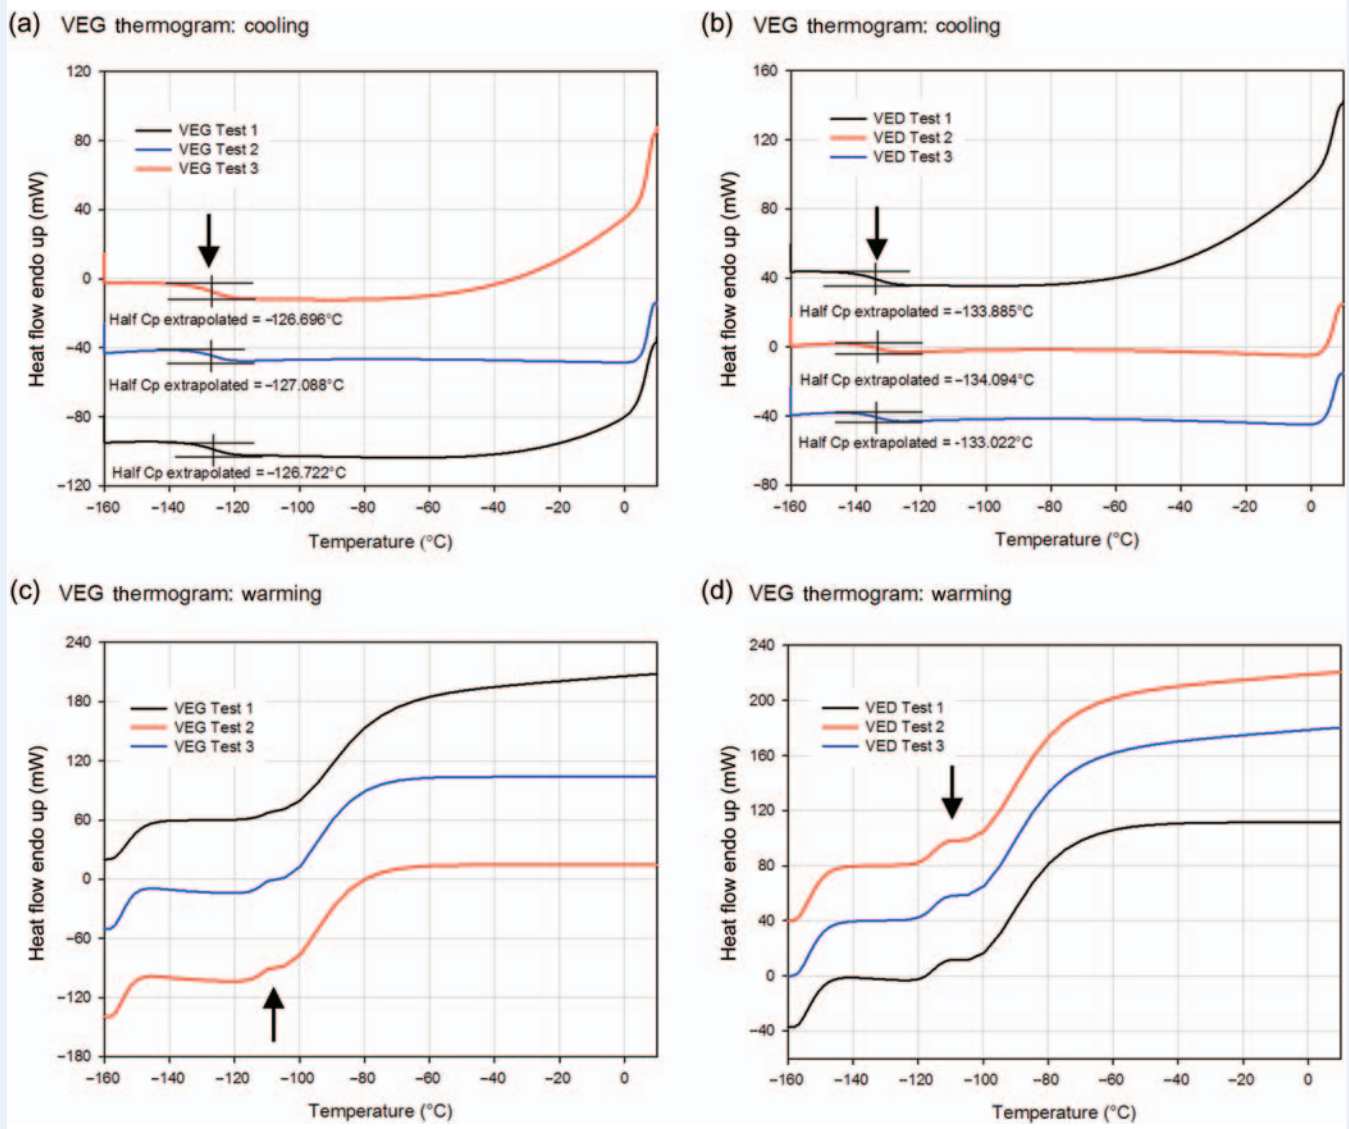 (a) VEG thermogram: cooling
120
80
40
0
−40
−80
−120
Heat flow endo up (mW)
VEG Test 1
VEG Test 2
VEG Test 3
Half Cp extrapolated = −126.696°C
Half Cp extrapolated = −127.088°C
Half Cp extrapolated = −126.722°C
−160 −140 −120 −100 −80 −60 −40 −20 0
Temperature (°C)
(b) VEG thermogram: cooling
160
120
80
40
0
−40
−80
Heat flow endo up (mW)
VED Test 1
VED Test 2
VED Test 3
Half Cp extrapolated = −133.885°C
Half Cp extrapolated = −134.094°C
Half Cp extrapolated = -133.022°C
−160 −140 −120 −100 −80 −60 −40 −20 0
Temperature (°C)
(c) VEG thermogram: warming
240
180
120
60
0
−60
−120
−180
Heat flow endo up (mW)
VEG Test 1
VEG Test 2
VEG Test 3
−160 −140 −120 −100 −80 −60 −40 −20 0
Temperature (°C)
(d) VEG thermogram: warming
240
200
160
120
80
40
0
−40
Heat flow endo up (mW)
VED Test 1
VED Test 2
VED Test 3
−160 −140 −120 −100 −80 −60 −40 −20 0
Temperature (°C)